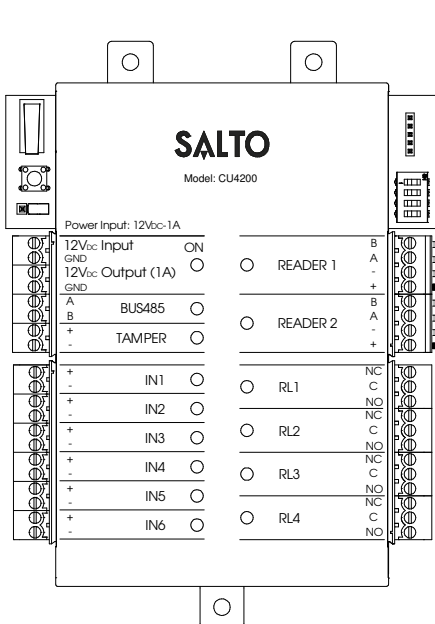 SALTO
Model: CU4200
Power Input: 12VDC-1A
12VDC Input ON
GND
12VDC Output (1A)
GND
A
B
BUS485
+
-
TAMPER
+
-
IN1
+
-
IN2
+
-
IN3
+
-
IN4
+
-
IN5
+
-
IN6
READER 1
B
A
-
+
READER 2
B
A
-
+
RL1
NC
C
NO
RL2
NC
C
NO
RL3
NC
C
NO
RL4
NC
C
NO